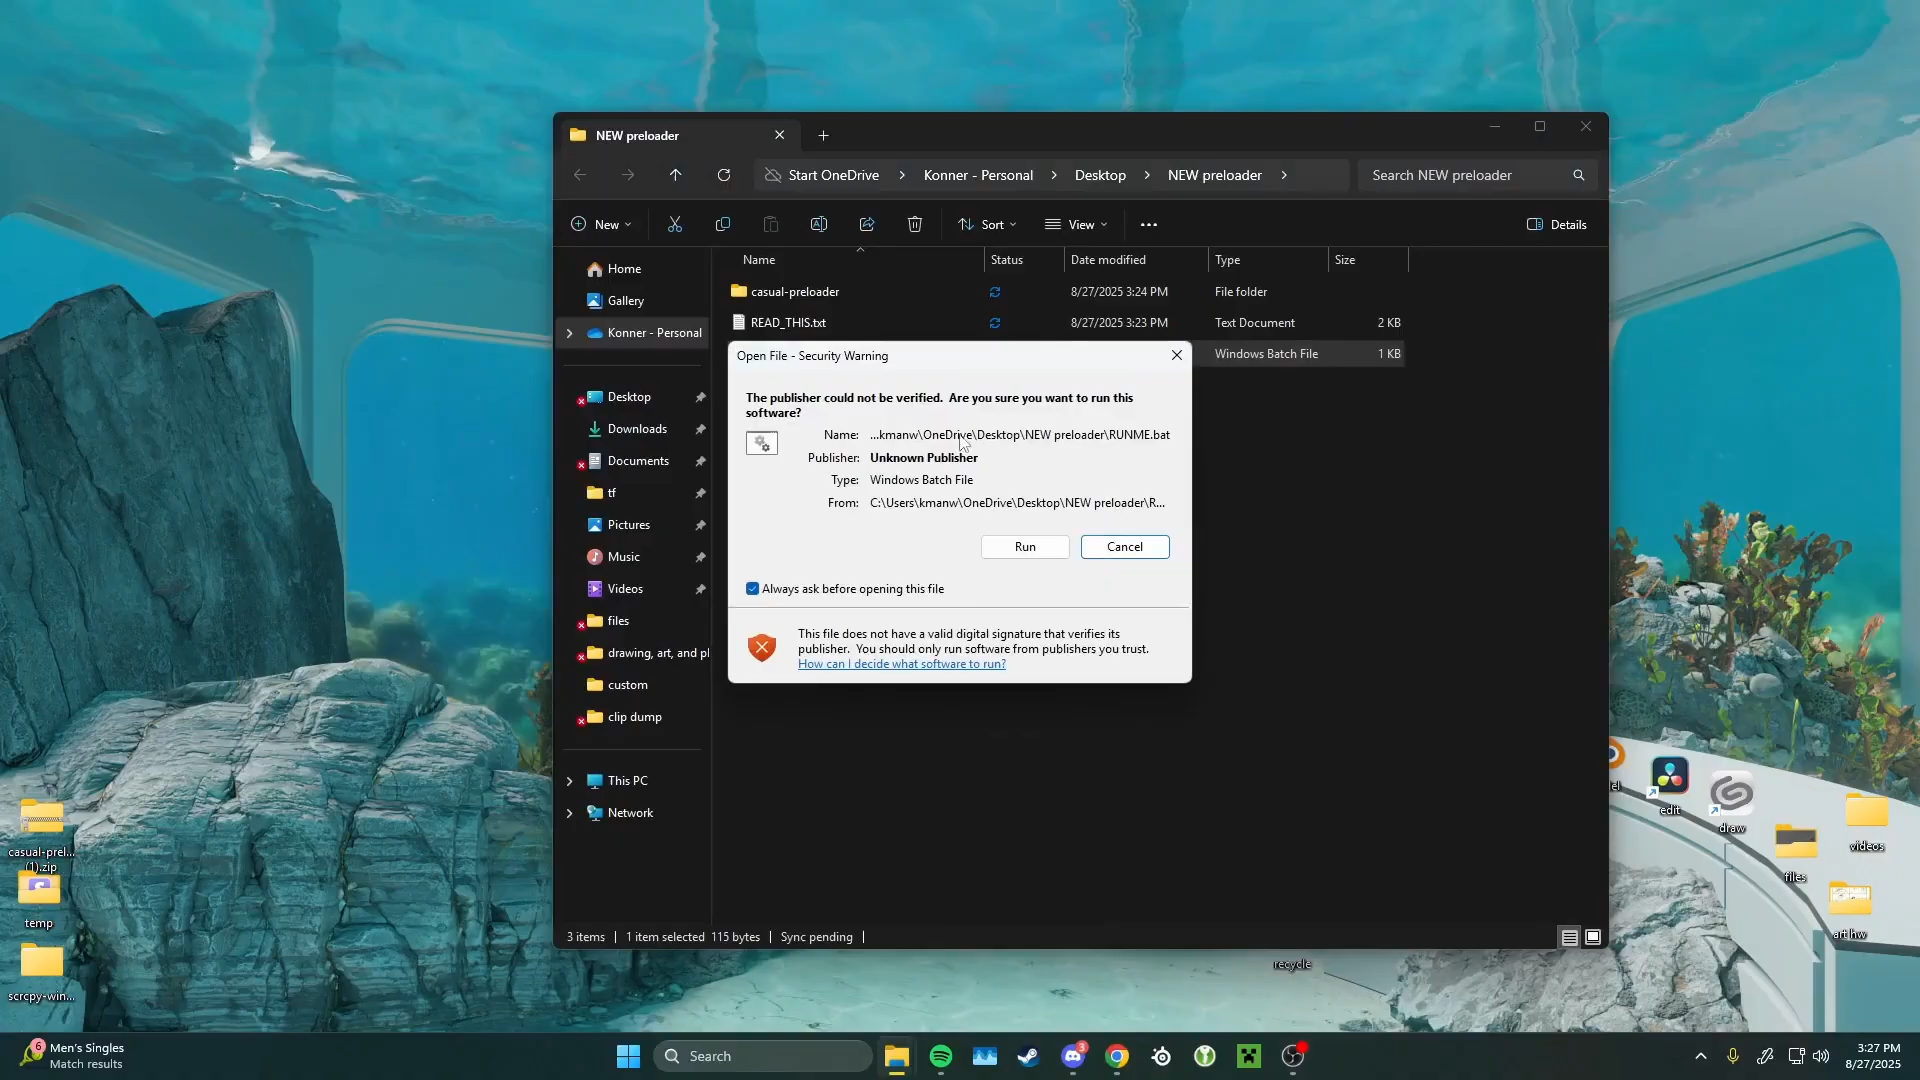 NEW preloader
Start OneDrive
Konner - Personal
Desktop
NEW preloader
Search NEW preloader
New
Sort
View
Details
Name
Status
Date modified
Type
Size
casual-preloader
8/27/2025 3:24 PM
File folder
READ_THIS.txt
8/27/2025 3:23 PM
Text Document
2 KB
Windows Batch File
1 KB
Home
Gallery
Konner - Personal
Desktop
Downloads
Documents
tf
Pictures
Music
Videos
files
drawing, art, and pl
custom
clip dump
This PC
Network
Open File - Security Warning
The publisher could not be verified. Are you sure you want to run this
software?
Name: ...kmanw\OneDrive\Desktop\NEW preloader\RUNME.bat
Publisher: Unknown Publisher
Type: Windows Batch File
From: C:\Users\kmanw\OneDrive\Desktop\NEW preloader\R...
Run
Cancel
Always ask before opening this file
This file does not have a valid digital signature that verifies its
publisher. You should only run software from publishers you trust.
How can I decide what software to run?
3 items
1 item selected 115 bytes
Sync pending
casual-prel...
(1).zip
temp
scrcpy-win...
edit
draw
videos
files
art hw
recycle
6
Men's Singles
Match results
Search
3
3:27 PM
8/27/2025